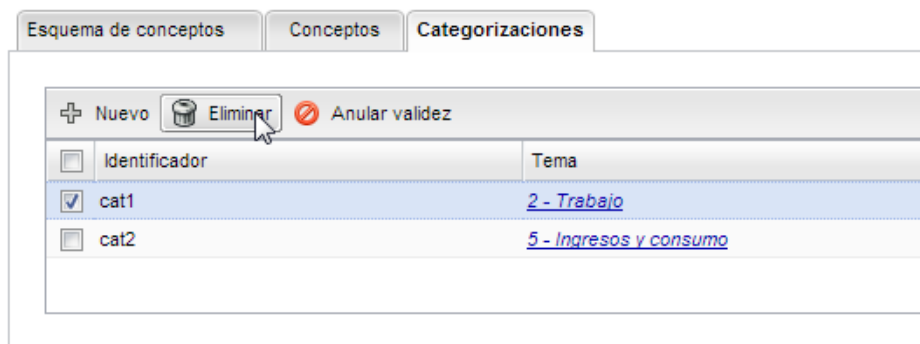 Esquema de conceptos Conceptos Categorizaciones
Nuevo Eliminar Anular validez
Identificador Tema
cat1 2 - Trabajo
cat2 5 - Ingresos y consumo